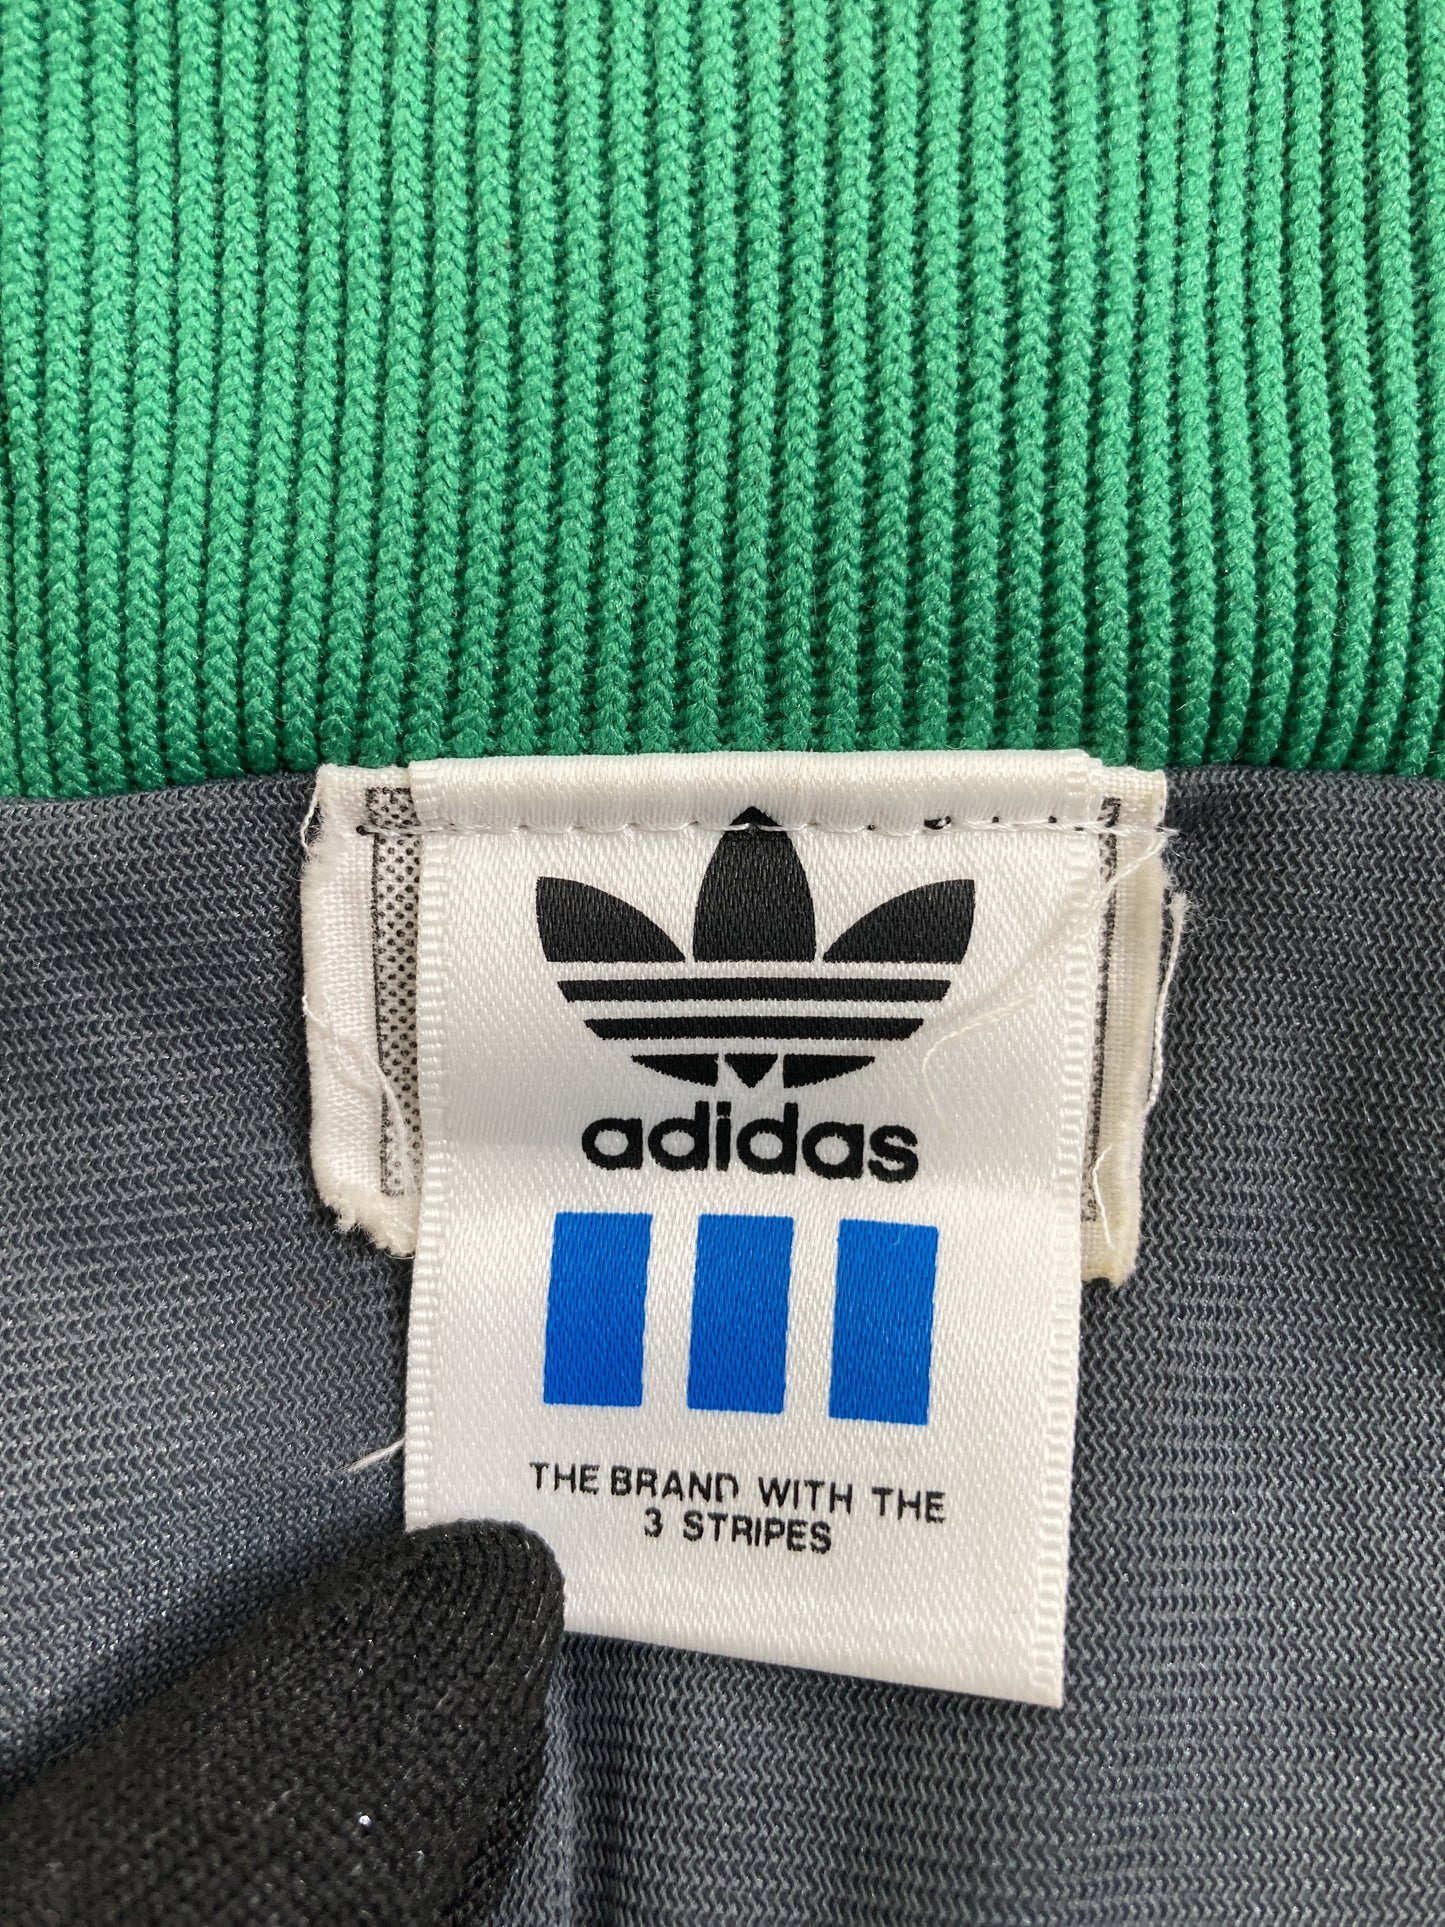 adidas
THE BRAND WITH THE
3 STRIPES